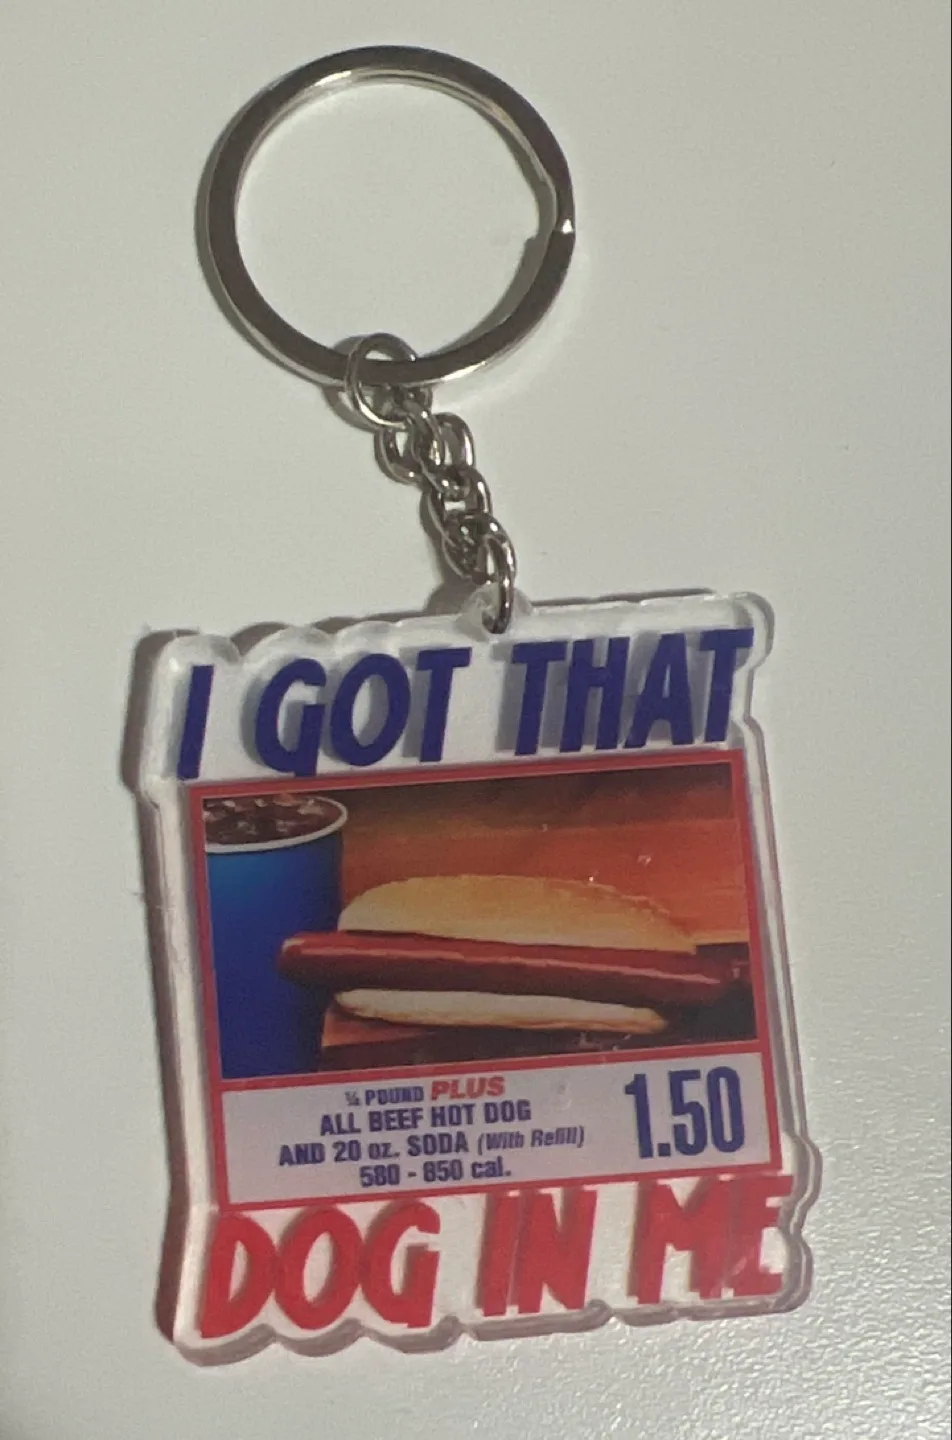 I GOT THAT
¼ POUND PLUS
ALL BEEF HOT DOG
AND 20 oz. SODA (With Refill)
580 - 850 cal.
1.50
DOG IN ME